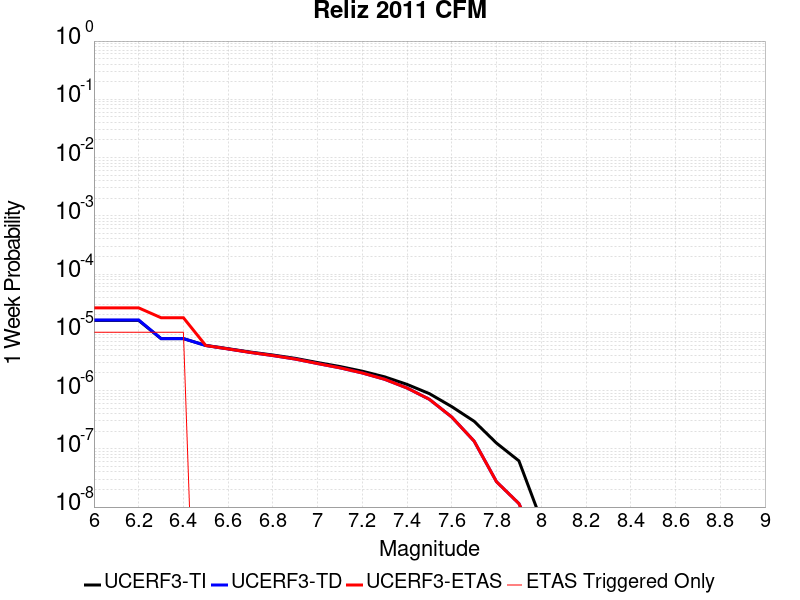 Reliz 2011 CFM
10^0
10^-1
10^-2
10^-3
10^-4
10^-5
10^-6
10^-7
10^-8
1 Week Probability
6 6.2 6.4 6.6 6.8 7 7.2 7.4 7.6 7.8 8 8.2 8.4 8.6 8.8 9
Magnitude
UCERF3-TI UCERF3-TD UCERF3-ETAS ETAS Triggered Only